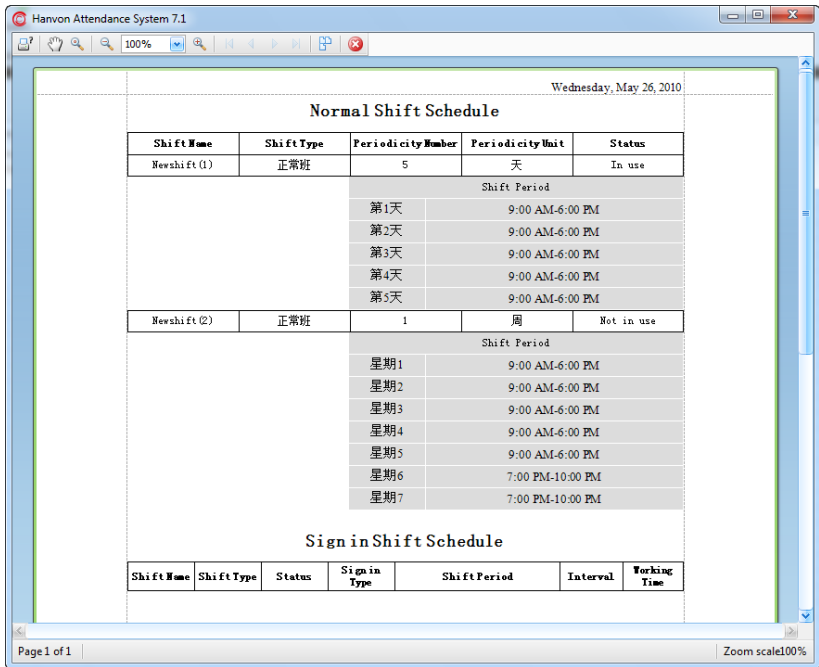 Hanvon Attendance System 7.1
100%
Wednesday, May 26, 2010
Normal Shift Schedule
Shift Name Shift Type Periodicity Number Periodicity Unit Status
Newshift(1) 正常班 5 天 In use
Shift Period
第1天 9:00 AM-6:00 PM
第2天 9:00 AM-6:00 PM
第3天 9:00 AM-6:00 PM
第4天 9:00 AM-6:00 PM
第5天 9:00 AM-6:00 PM
Newshift(2) 正常班 1 周 Not in use
Shift Period
星期1 9:00 AM-6:00 PM
星期2 9:00 AM-6:00 PM
星期3 9:00 AM-6:00 PM
星期4 9:00 AM-6:00 PM
星期5 9:00 AM-6:00 PM
星期6 7:00 PM-10:00 PM
星期7 7:00 PM-10:00 PM
Sign in Shift Schedule
Shift Name Shift Type Status Sign in Type Shift Period Interval Working Time
Page 1 of 1 Zoom scale100%